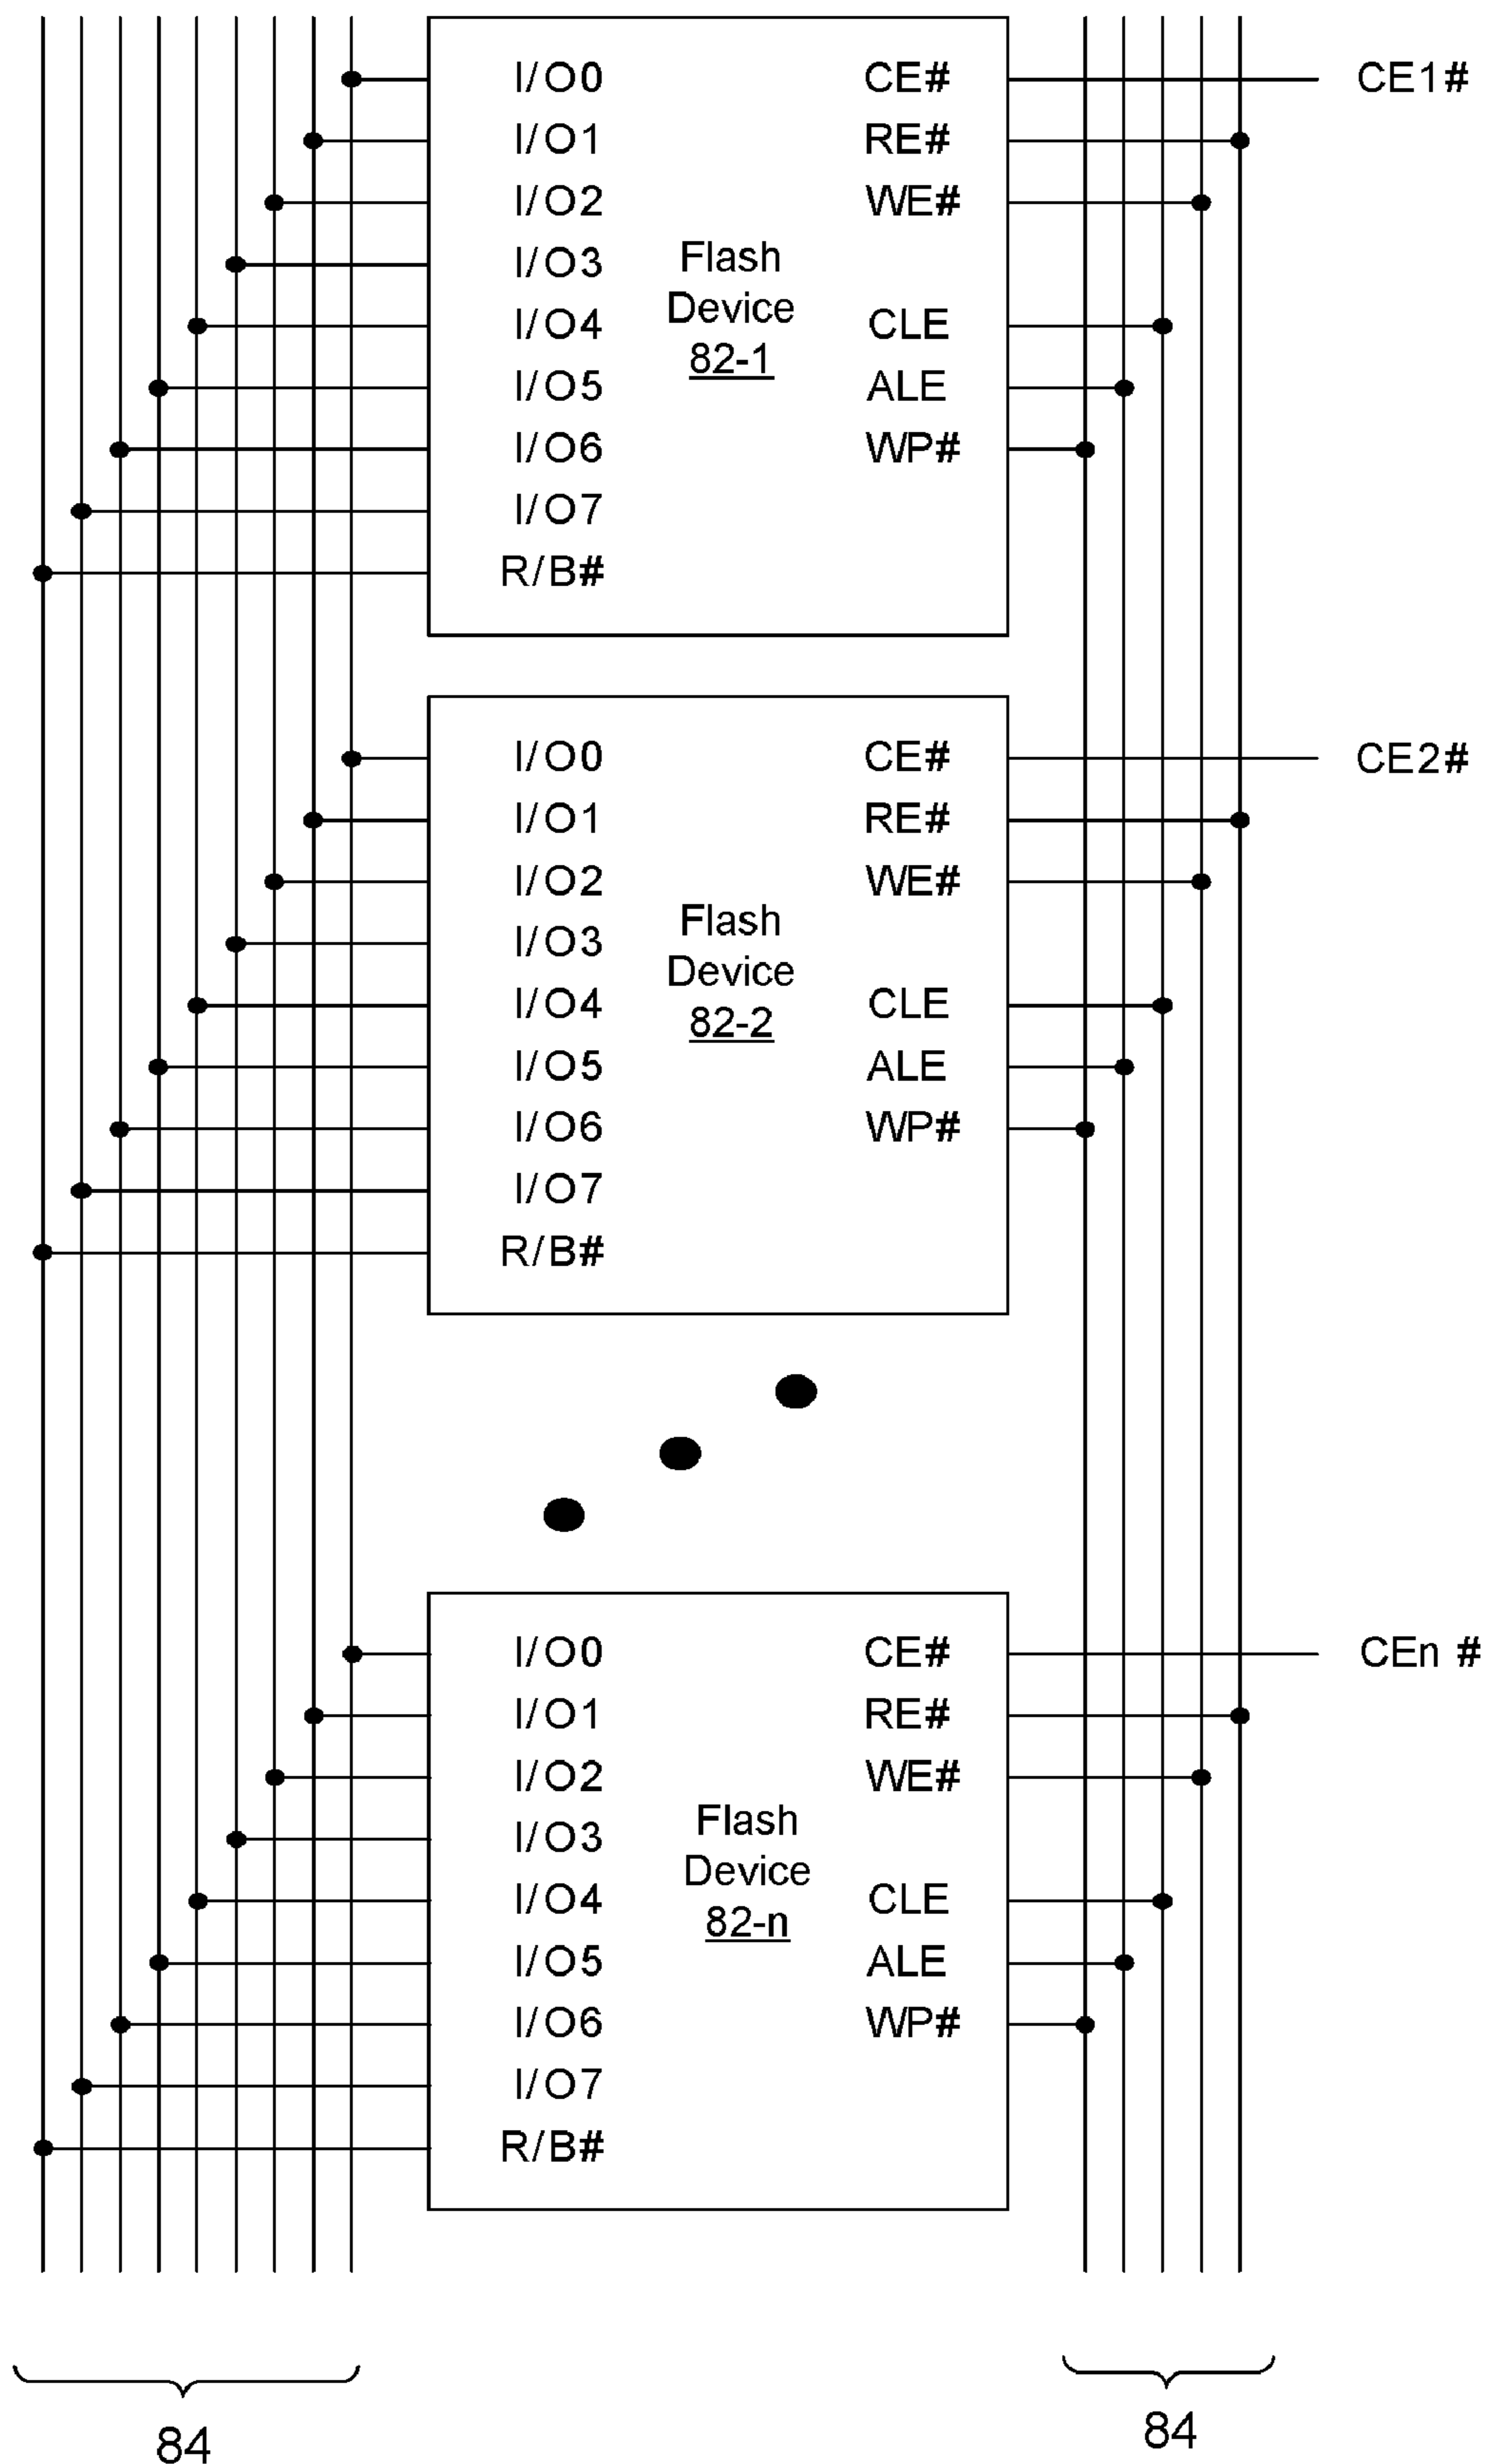 I/O0 CE# CE1#
I/O1 RE#
I/O2 WE#
I/O3
Flash
Device
82-1
I/O4 CLE
I/O5 ALE
I/O6 WP#
I/O7
R/B#
I/O0 CE# CE2#
I/O1 RE#
I/O2 WE#
I/O3
Flash
Device
82-2
I/O4 CLE
I/O5 ALE
I/O6 WP#
I/O7
R/B#
I/O0 CE# CEn #
I/O1 RE#
I/O2 WE#
I/O3
Flash
Device
82-n
I/O4 CLE
I/O5 ALE
I/O6 WP#
I/O7
R/B#
84 84